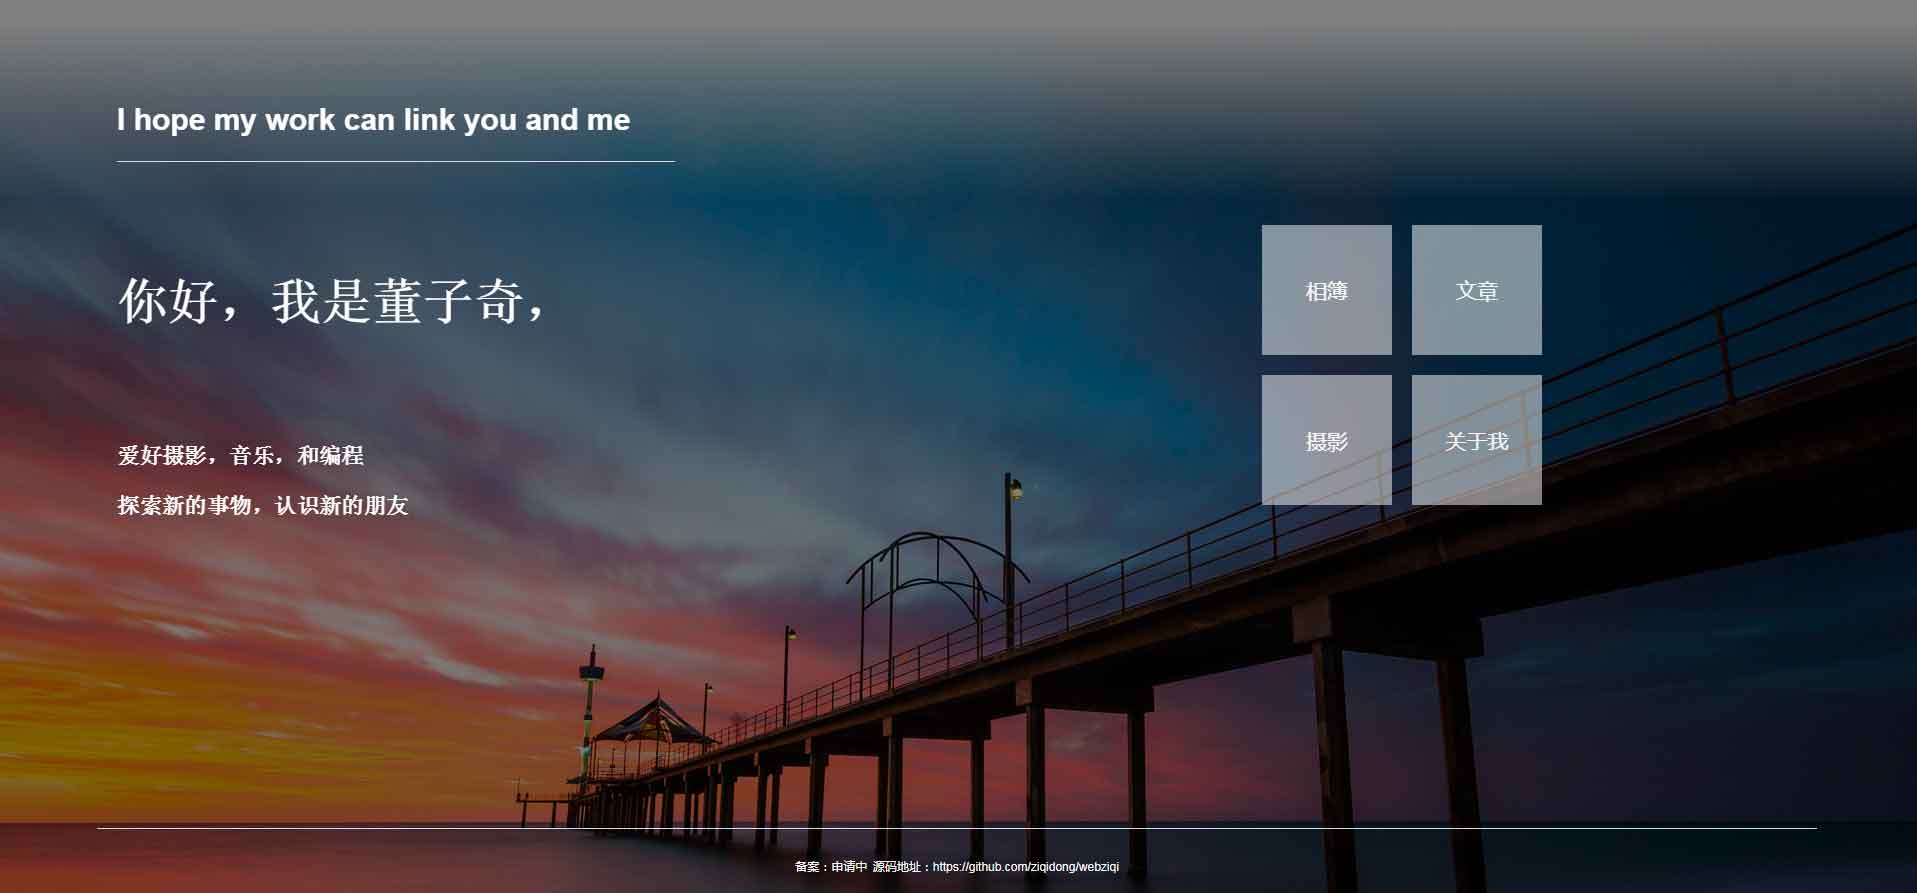 I hope my work can link you and me
你好，我是董子奇，
爱好摄影，音乐，和编程
探索新的事物，认识新的朋友
相簿
文章
摄影
关于我
备案：申请中 源码地址：https://github.com/ziqidong/webziqi